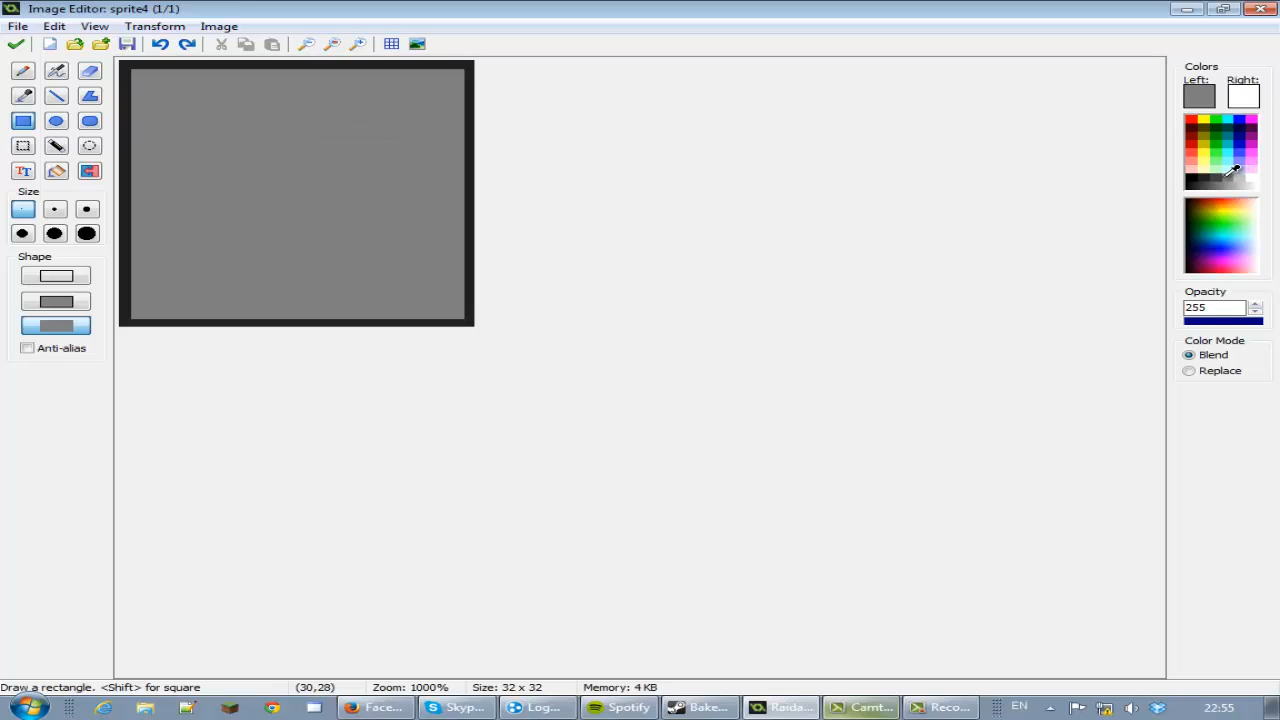 Image Editor: sprite4 (1/1)
File Edit View Transform Image
Colors
Left: Right:
TT
Size
Shape
Anti-alias
Opacity
255
Color Mode
Blend
Replace
Draw a rectangle. <Shift> for square (30,28) Zoom: 1000% Size: 32 x 32 Memory: 4 KB
Face... Skyp... Log... Spotify Bake... Raida... Camt... Reco... EN 22:55